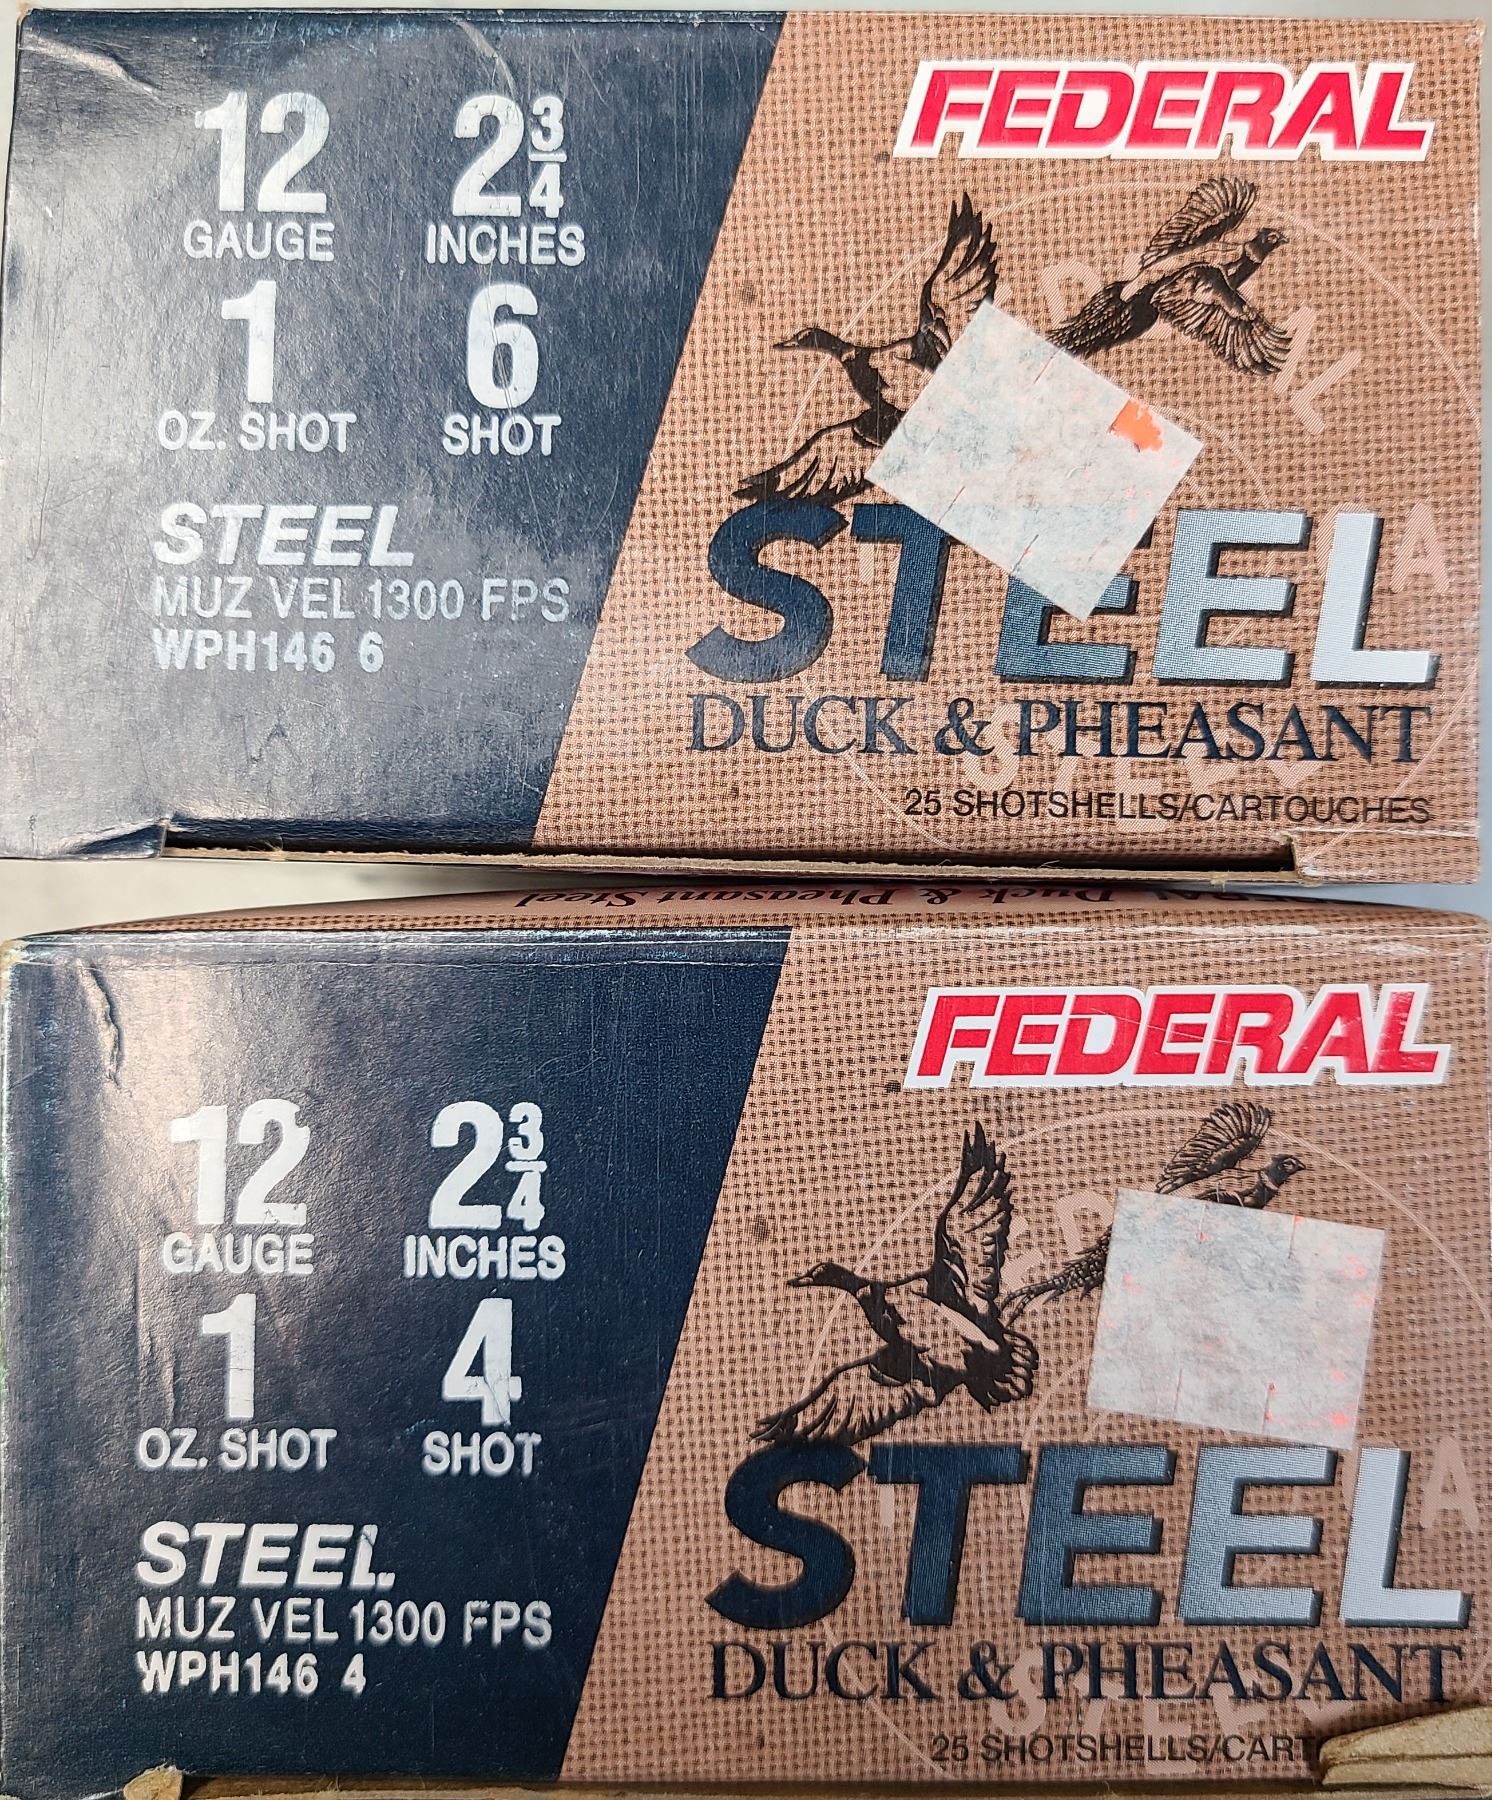 12 2 3/4
GAUGE INCHES
1 6
OZ. SHOT SHOT
STEEL
MUZ VEL 1300 FPS
WPH146 6
FEDERAL
STEEL
DUCK & PHEASANT
25 SHOTSHELLS/CARTOUCHES
Duck & Pheasant Steel
12 2 3/4
GAUGE INCHES
1 4
OZ. SHOT SHOT
STEEL
MUZ VEL 1300 FPS
WPH146 4
FEDERAL
STEEL
DUCK & PHEASANT
25 SHOTSHELLS/CART